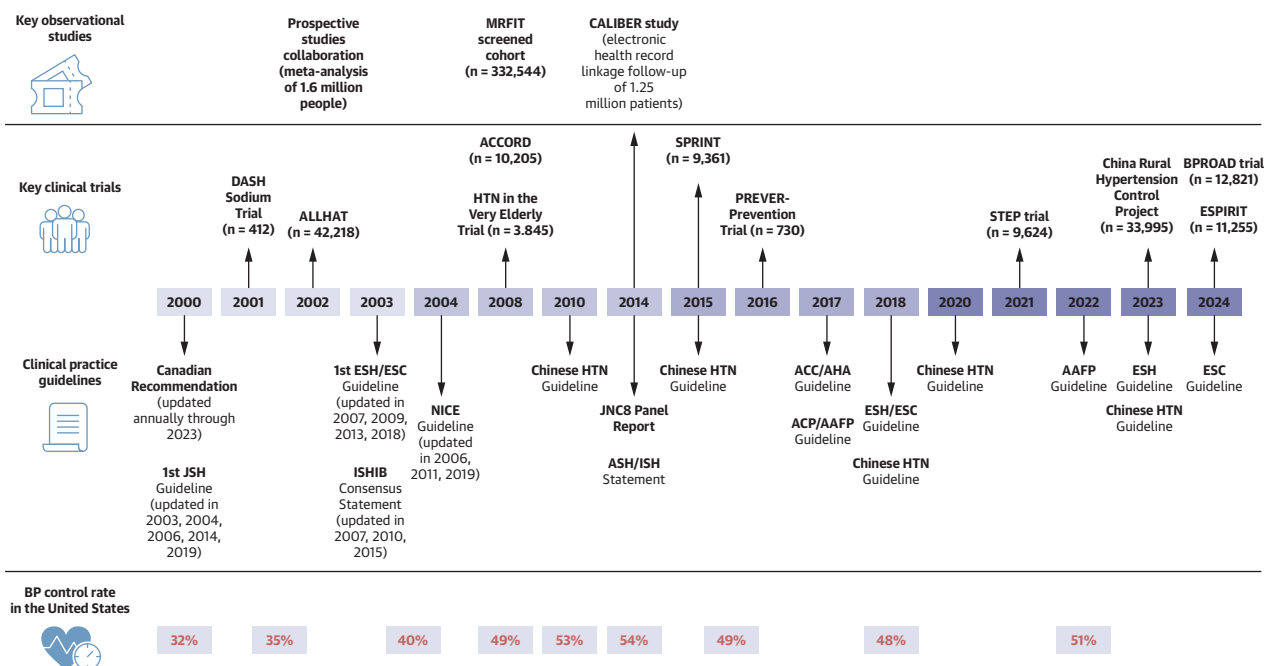 Key observational
studies
Prospective
studies
collaboration
(meta-analysis
of 1.6 million
people)
MRFIT
screened
cohort
(n = 332,544)
CALIBER study
(electronic
health record
linkage follow-up
of 1.25
million patients)
Key clinical trials
DASH
Sodium
Trial
(n = 412)
ALLHAT
(n = 42,218)
ACCORD
(n = 10,205)
HTN in the
Very Elderly
Trial (n = 3.845)
SPRINT
(n = 9,361)
PREVER-
Prevention
Trial (n = 730)
STEP trial
(n = 9,624)
China Rural
Hypertension
Control
Project
(n = 33,995)
BPROAD trial
(n = 12,821)
ESPIRIT
(n = 11,255)
2000 2001 2002 2003 2004 2008 2010 2014 2015 2016 2017 2018 2020 2021 2022 2023 2024
Clinical practice
guidelines
Canadian
Recommendation
(updated
annually through
2023)
1st JSH
Guideline
(updated in
2003, 2004,
2006, 2014,
2019)
1st ESH/ESC
Guideline
(updated in
2007, 2009,
2013, 2018)
ISHIB
Consensus
Statement
(updated in
2007, 2010,
2015)
NICE
Guideline
(updated
in 2006,
2011, 2019)
Chinese HTN
Guideline
JNC8 Panel
Report
ASH/ISH
Statement
Chinese HTN
Guideline
ACC/AHA
Guideline
ACP/AAFP
Guideline
ESH/ESC
Guideline
Chinese HTN
Guideline
Chinese HTN
Guideline
AAFP
Guideline
ESH
Guideline
Chinese HTN
Guideline
ESC
Guideline
BP control rate
in the United States
32% 35% 40% 49% 53% 54% 49% 48% 51%